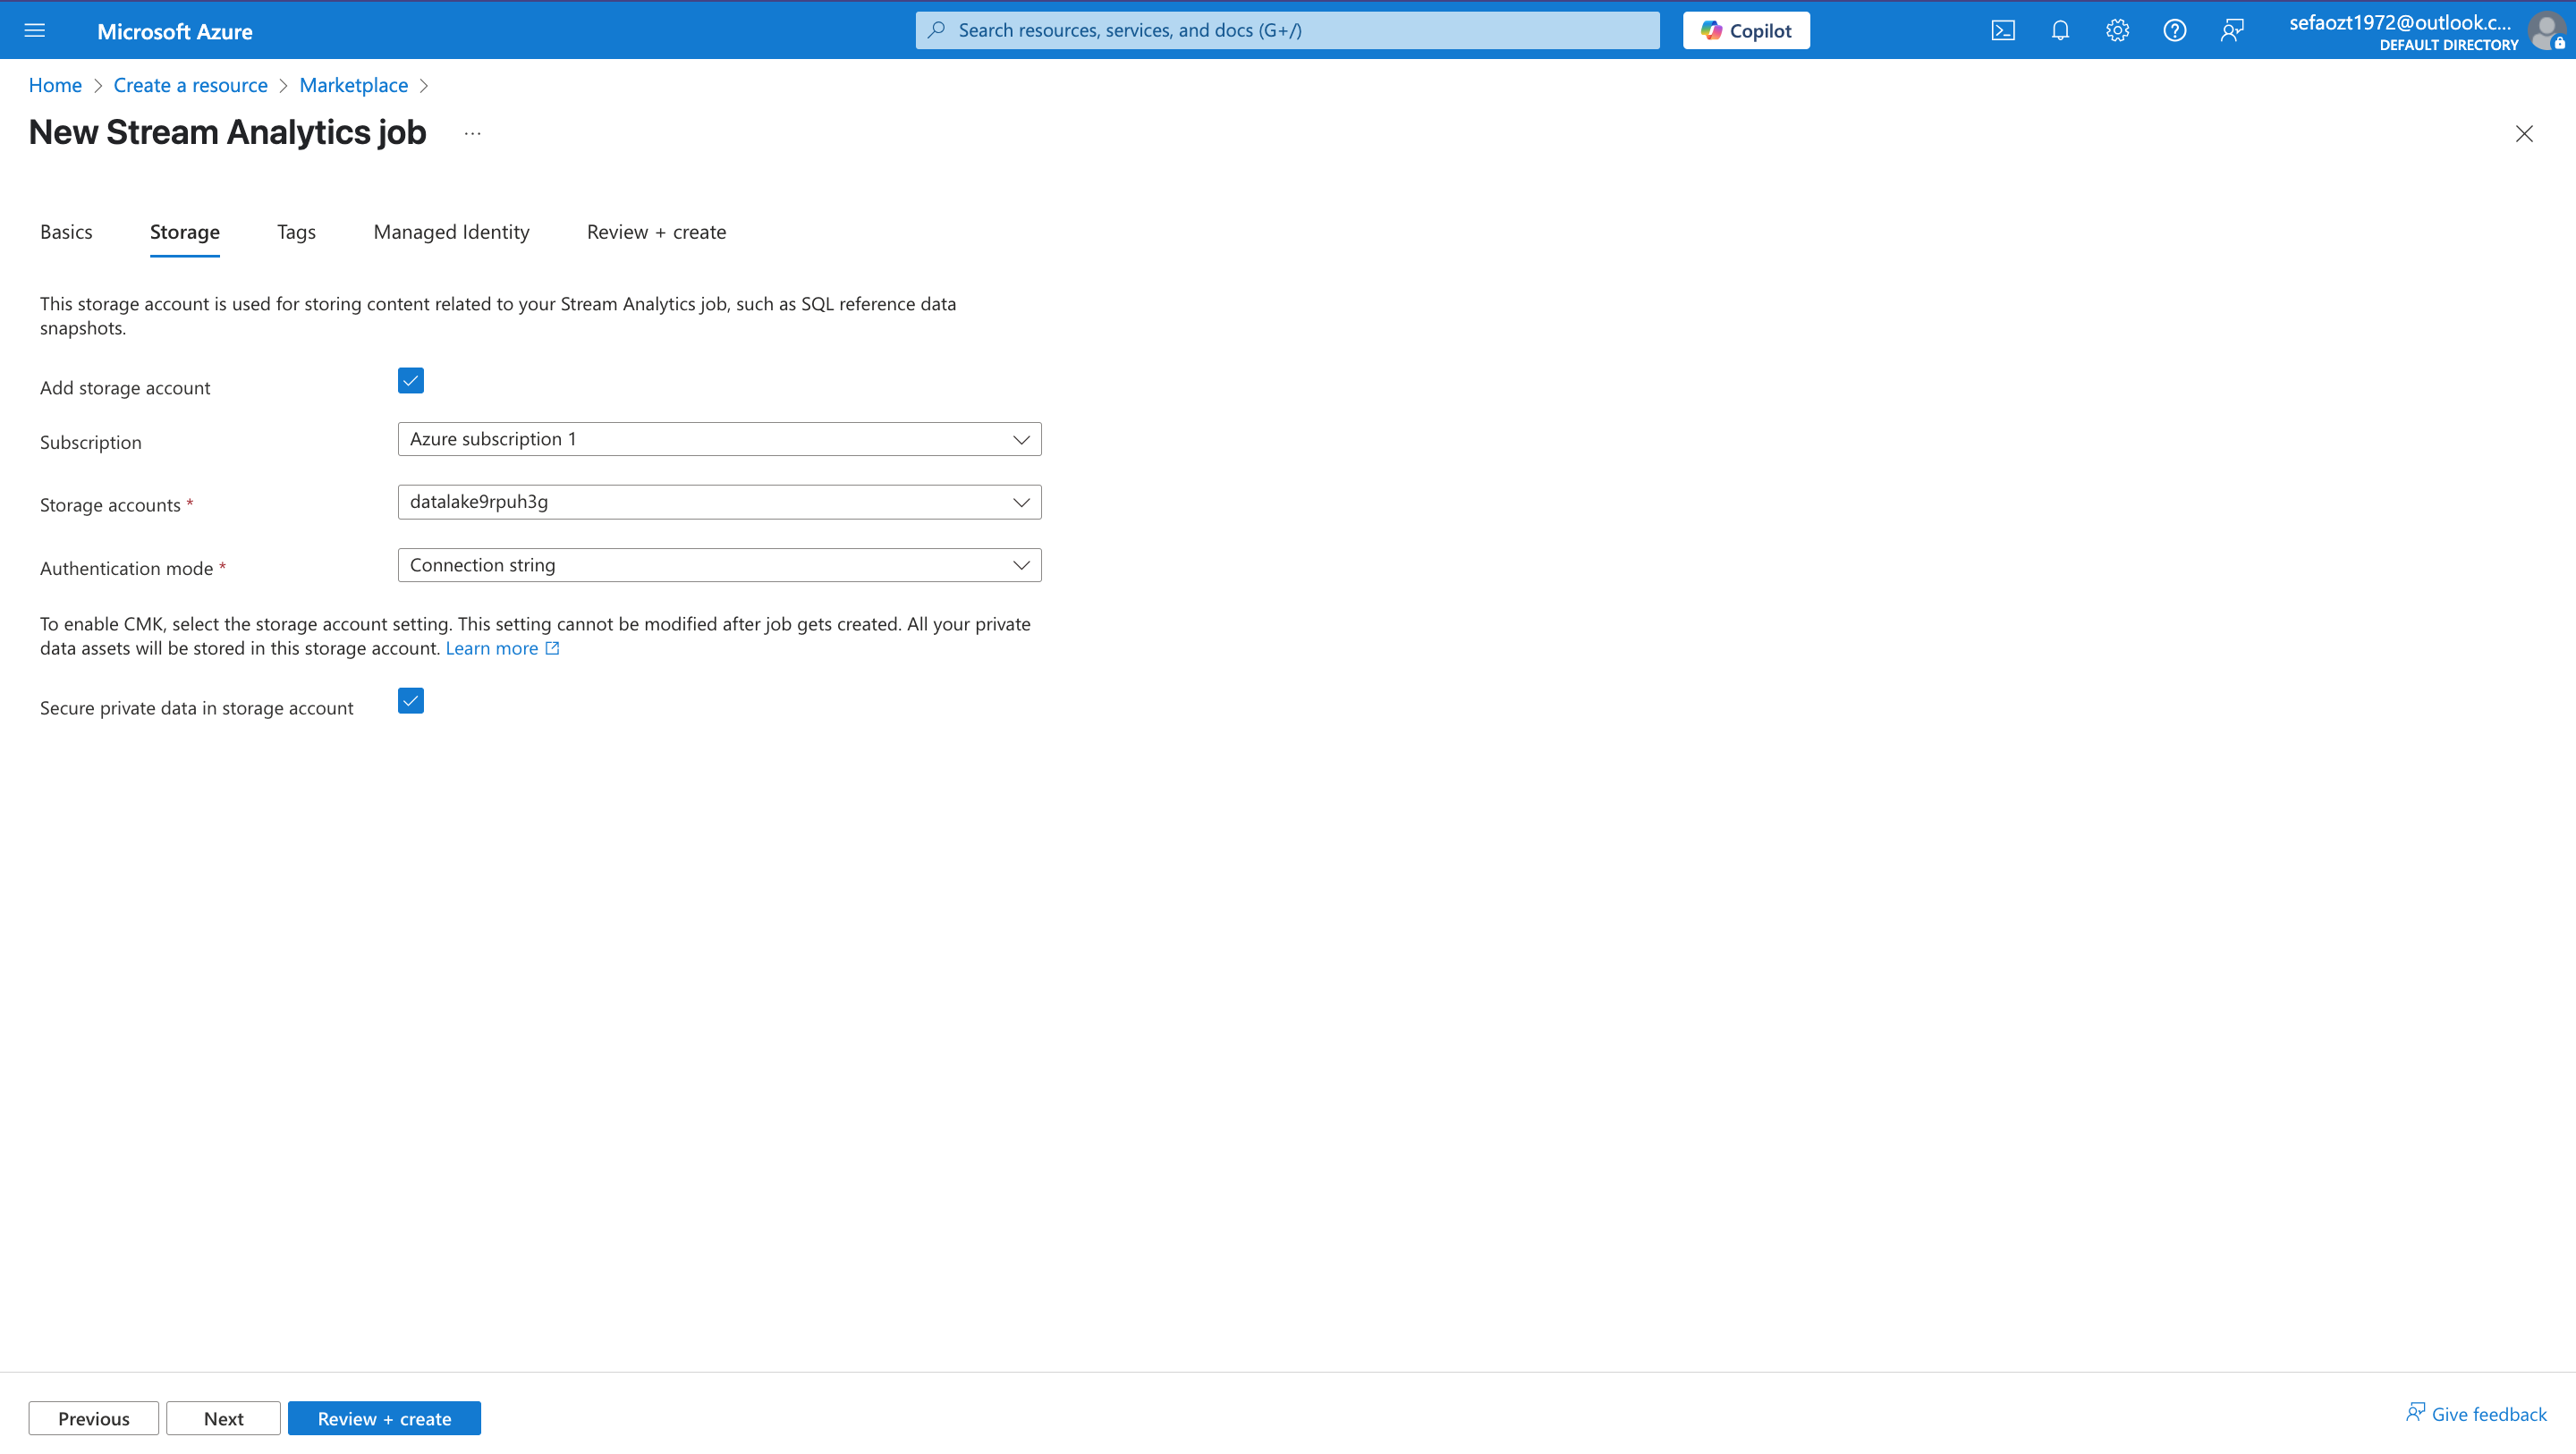 Microsoft Azure
Search resources, services, and docs (G+/)
Copilot
sefaozt1972@outlook.c...
DEFAULT DIRECTORY
Home > Create a resource > Marketplace >
New Stream Analytics job ...
Basics
Storage
Tags
Managed Identity
Review + create
This storage account is used for storing content related to your Stream Analytics job, such as SQL reference data
snapshots.
Add storage account
Subscription
Azure subscription 1
Storage accounts *
datalake9rpuh3g
Authentication mode *
Connection string
To enable CMK, select the storage account setting. This setting cannot be modified after job gets created. All your private
data assets will be stored in this storage account. Learn more
Secure private data in storage account
Previous
Next
Review + create
Give feedback